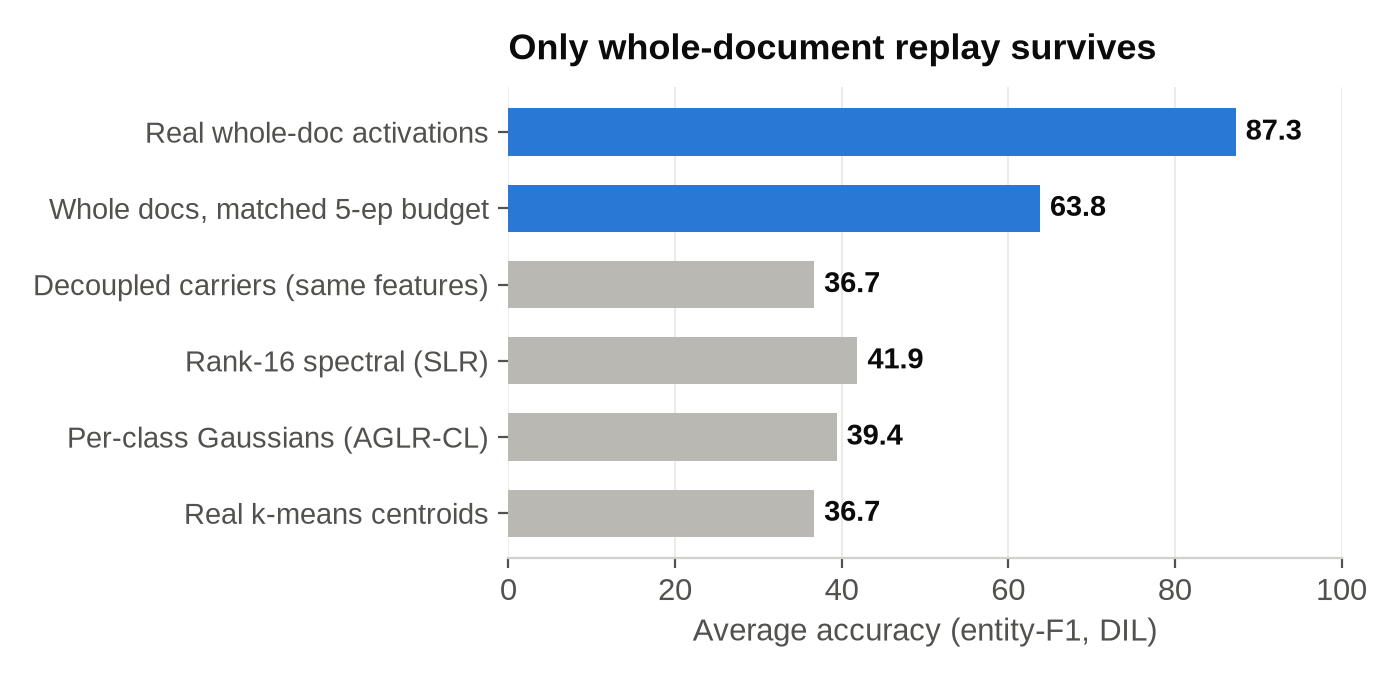 Only whole-document replay survives
Real whole-doc activations
87.3
Whole docs, matched 5-ep budget
63.8
Decoupled carriers (same features)
36.7
Rank-16 spectral (SLR)
41.9
Per-class Gaussians (AGLR-CL)
39.4
Real k-means centroids
36.7
0 20 40 60 80 100
Average accuracy (entity-F1, DIL)